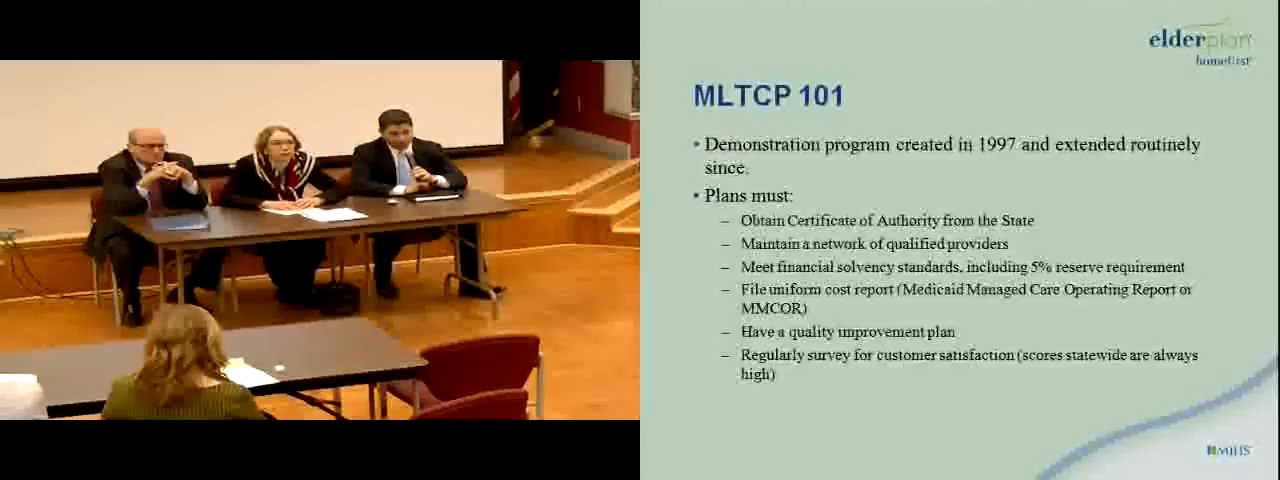 elderplan
homefirst
MLTCP 101
• Demonstration program created in 1997 and extended routinely
since.
• Plans must:
– Obtain Certificate of Authority from the State
– Maintain a network of qualified providers
– Meet financial solvency standards, including 5% reserve requirement
– File uniform cost report (Medicaid Managed Care Operating Report or
MMCOR)
– Have a quality improvement plan
– Regularly survey for customer satisfaction (scores statewide are always
high)
MJHS